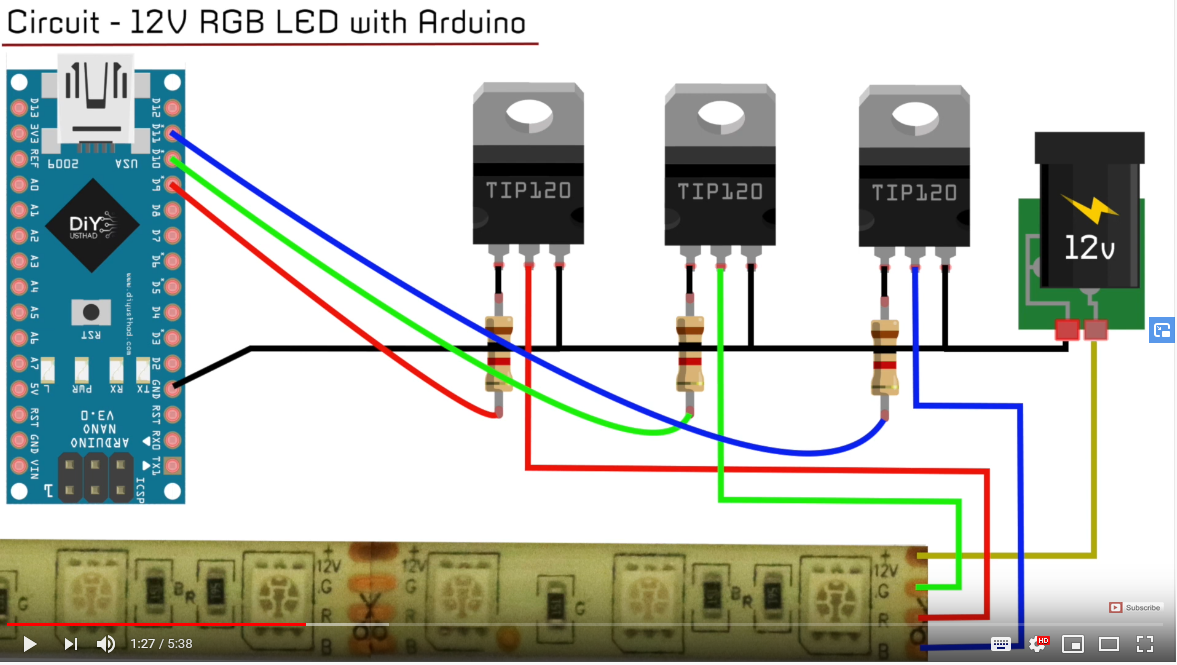 Circuit - 12V RGB LED with Arduino
D13
3V3
REF
A0
A1
A2
A3
A4
A5
A6
A7
5V
RST
GND
VIN
D12
D11
D10
D9
D8
D7
D6
D5
D4
D3
D2
GND
RST
RX0
TX1
2009
USA
DiY
USTHAD
www.diyusthad.com
RST
L
PWR
RX
TX
V3.0
NANO
ARDUINO
1
ICSP
TIP120
TIP120
TIP120
12v
+
12V
G
R
B
B
R
+
12V
G
R
B
G
B
R
+
12V
G
R
B
Subscribe
1:27 / 5:38
HD